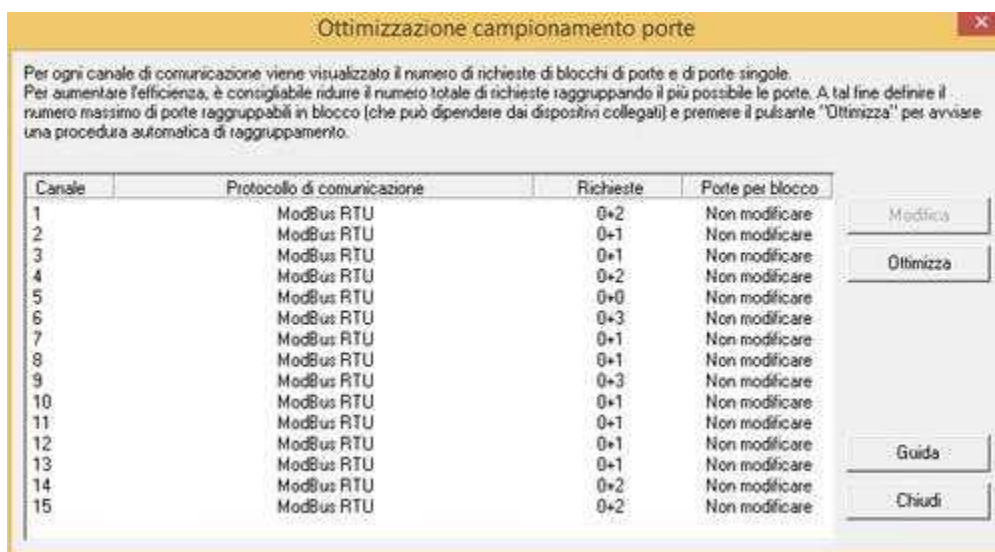 Ottimizzazione campionamento porte
Per ogni canale di comunicazione viene visualizzato il numero di richieste di blocchi di porte e di porte singole.
Per aumentare l'efficienza, è consigliabile ridurre il numero totale di richieste raggruppando il più possibile le porte. A tal fine definire il
numero massimo di porte raggruppabili in blocco (che può dipendere dai dispositivi collegati) e premere il pulsante "Ottimizza" per avviare
una procedura automatica di raggruppamento.
Canale Protocollo di comunicazione Richieste Porte per blocco
1 ModBus RTU 0+2 Non modificare
2 ModBus RTU 0+1 Non modificare
3 ModBus RTU 0+1 Non modificare
4 ModBus RTU 0+2 Non modificare
5 ModBus RTU 0+0 Non modificare
6 ModBus RTU 0+3 Non modificare
7 ModBus RTU 0+1 Non modificare
8 ModBus RTU 0+1 Non modificare
9 ModBus RTU 0+3 Non modificare
10 ModBus RTU 0+1 Non modificare
11 ModBus RTU 0+1 Non modificare
12 ModBus RTU 0+1 Non modificare
13 ModBus RTU 0+1 Non modificare
14 ModBus RTU 0+2 Non modificare
15 ModBus RTU 0+2 Non modificare
Modifica
Ottimizza
Guida
Chiudi